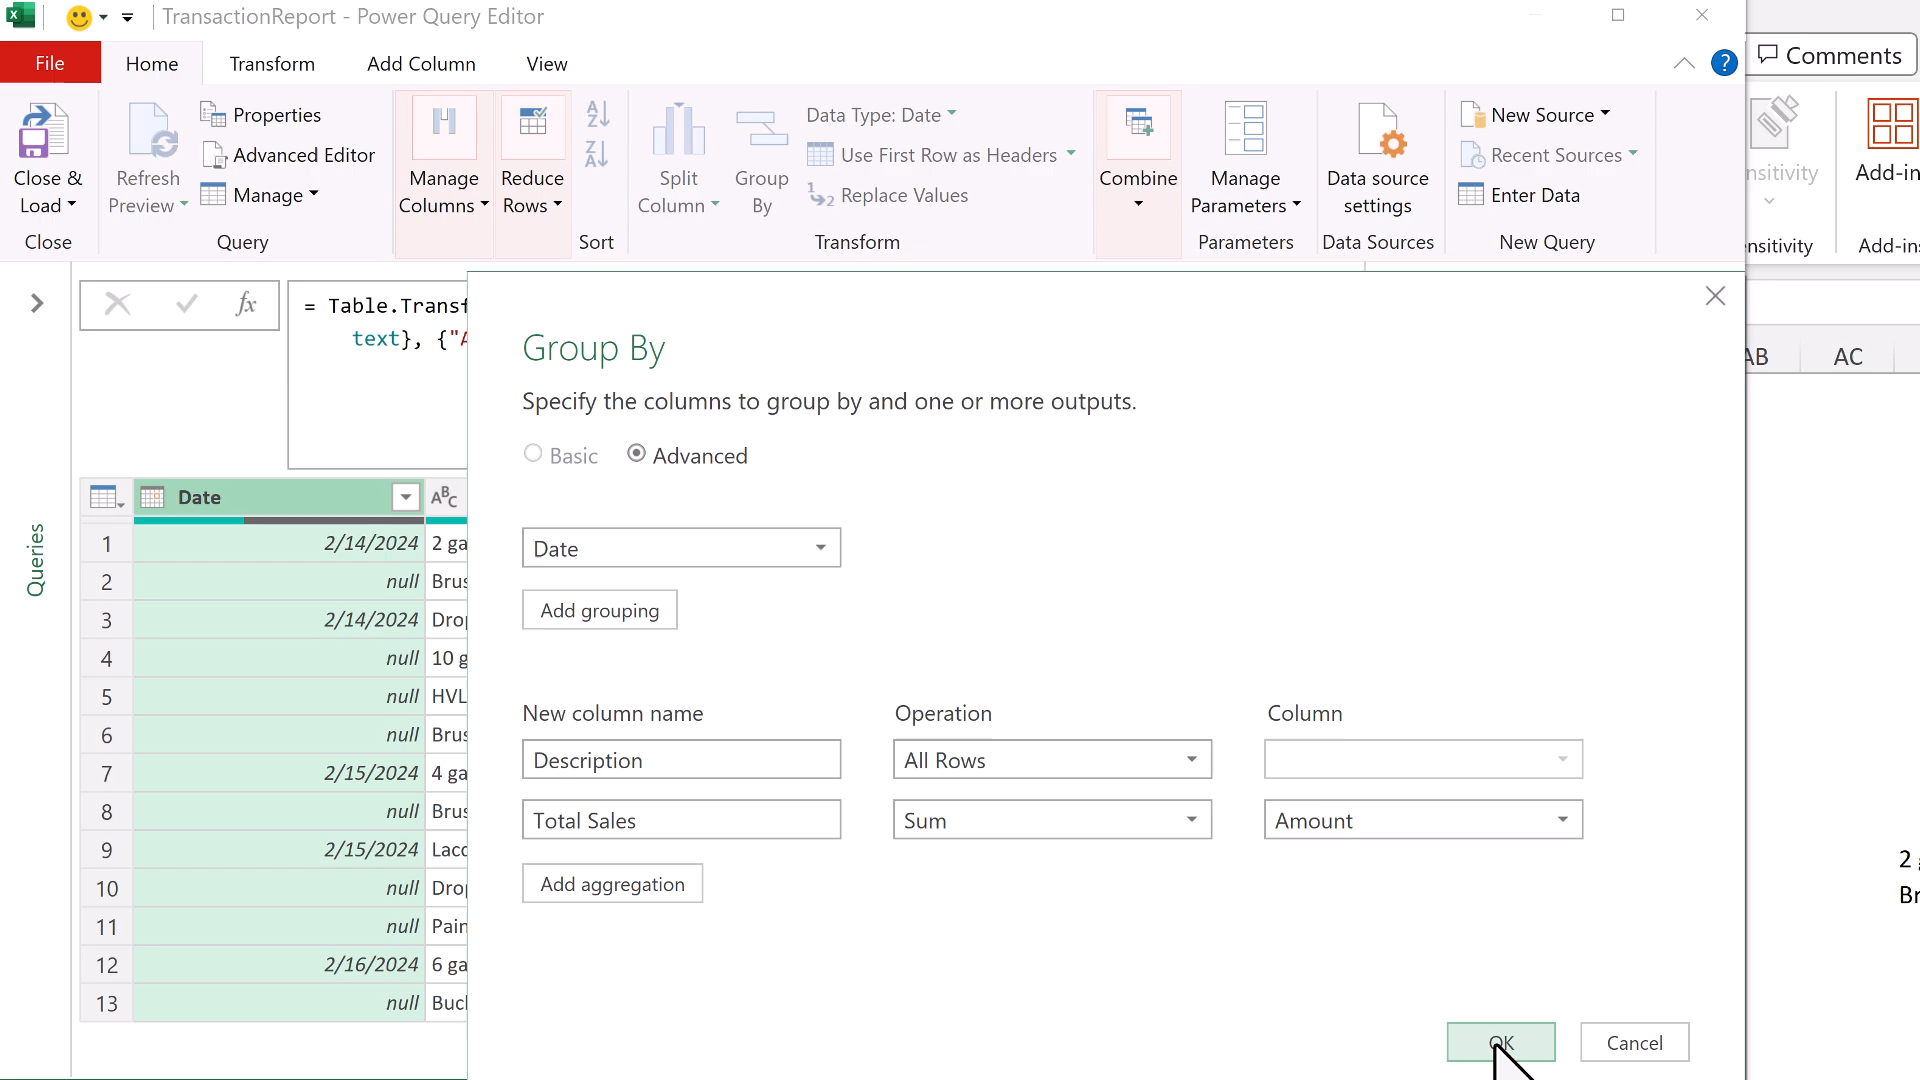 TransactionReport - Power Query Editor
File
Home
Transform
Add Column
View
?
Comments
Close & Load
Close
Refresh Preview
Properties
Advanced Editor
Manage
Query
Manage Columns
Reduce Rows
Sort
Split Column
Group By
Data Type: Date
Use First Row as Headers
Replace Values
Transform
Combine
Manage Parameters
Parameters
Data source settings
Data Sources
New Source
Recent Sources
Enter Data
New Query
nsitivity
nsitivity
Add-in
Add-ins
fx
= Table.Transf
text}, {"A
AB
AC
Queries
Date
ABC
1 2/14/2024 2 ga
2 null Brus
3 2/14/2024 Drop
4 null 10 g
5 null HVL
6 null Brus
7 2/15/2024 4 ga
8 null Brus
9 2/15/2024 Lacq
10 null Drop
11 null Pain
12 2/16/2024 6 ga
13 null Buck
Group By
Specify the columns to group by and one or more outputs.
Basic
Advanced
Date
Add grouping
New column name Operation Column
Description All Rows
Total Sales Sum Amount
Add aggregation
OK
Cancel
2 g
Br